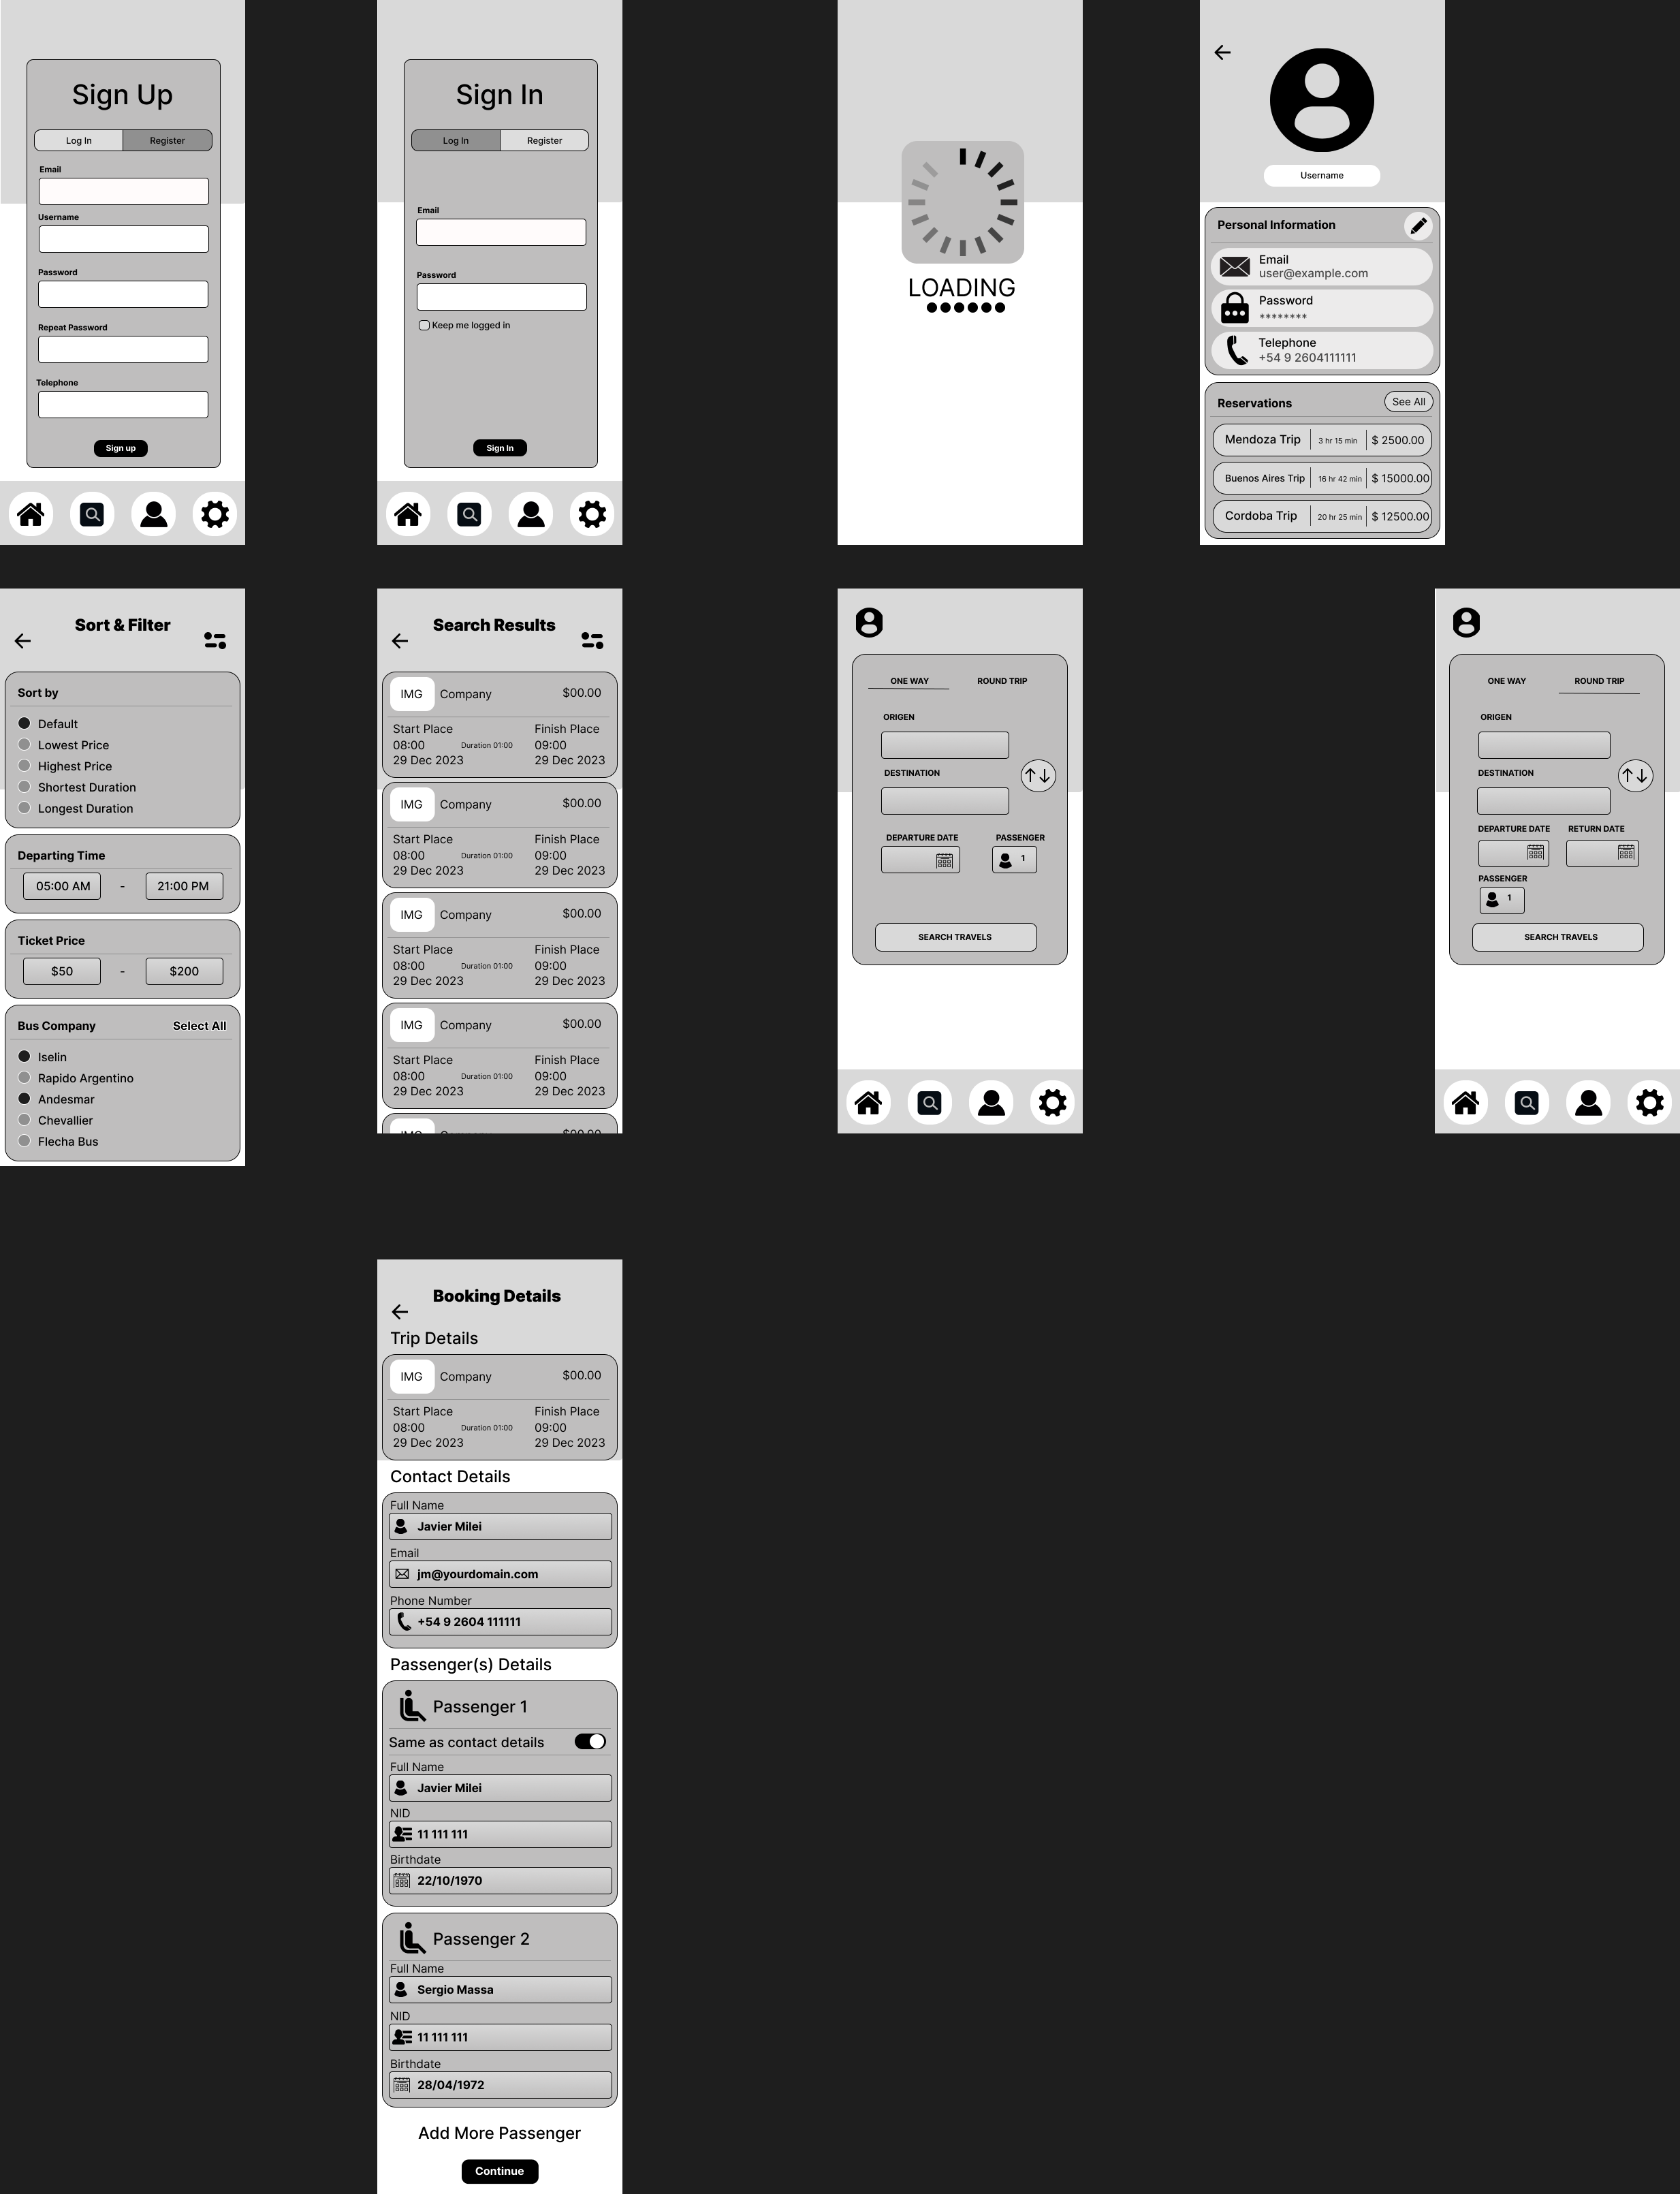 Sign Up
Log In
Register
Email
Username
Password
Repeat Password
Telephone
Sign up
Sign In
Log In
Register
Email
Password
Keep me logged in
Sign In
LOADING
Username
Personal Information
Email
user@example.com
Password
********
Telephone
+54 9 2604111111
Reservations
See All
Mendoza Trip
3 hr 15 min
$ 2500.00
Buenos Aires Trip
16 hr 42 min
$ 15000.00
Cordoba Trip
20 hr 25 min
$ 12500.00
Sort & Filter
Sort by
Default
Lowest Price
Highest Price
Shortest Duration
Longest Duration
Departing Time
05:00 AM - 21:00 PM
Ticket Price
$50 - $200
Bus Company
Select All
Iselin
Rapido Argentino
Andesmar
Chevallier
Flecha Bus
Search Results
IMG Company $00.00
Start Place Finish Place
08:00 Duration 01:00 09:00
29 Dec 2023 29 Dec 2023
IMG Company $00.00
Start Place Finish Place
08:00 Duration 01:00 09:00
29 Dec 2023 29 Dec 2023
IMG Company $00.00
Start Place Finish Place
08:00 Duration 01:00 09:00
29 Dec 2023 29 Dec 2023
IMG Company $00.00
Start Place Finish Place
08:00 Duration 01:00 09:00
29 Dec 2023 29 Dec 2023
IMG $00.00
ONE WAY
ROUND TRIP
ORIGEN
DESTINATION
DEPARTURE DATE
PASSENGER
1
SEARCH TRAVELS
ONE WAY
ROUND TRIP
ORIGEN
DESTINATION
DEPARTURE DATE
RETURN DATE
PASSENGER
1
SEARCH TRAVELS
Booking Details
Trip Details
IMG Company $00.00
Start Place Finish Place
08:00 Duration 01:00 09:00
29 Dec 2023 29 Dec 2023
Contact Details
Full Name
Javier Milei
Email
jm@yourdomain.com
Phone Number
+54 9 2604 111111
Passenger(s) Details
Passenger 1
Same as contact details
Full Name
Javier Milei
NID
11 111 111
Birthdate
22/10/1970
Passenger 2
Full Name
Sergio Massa
NID
11 111 111
Birthdate
28/04/1972
Add More Passenger
Continue